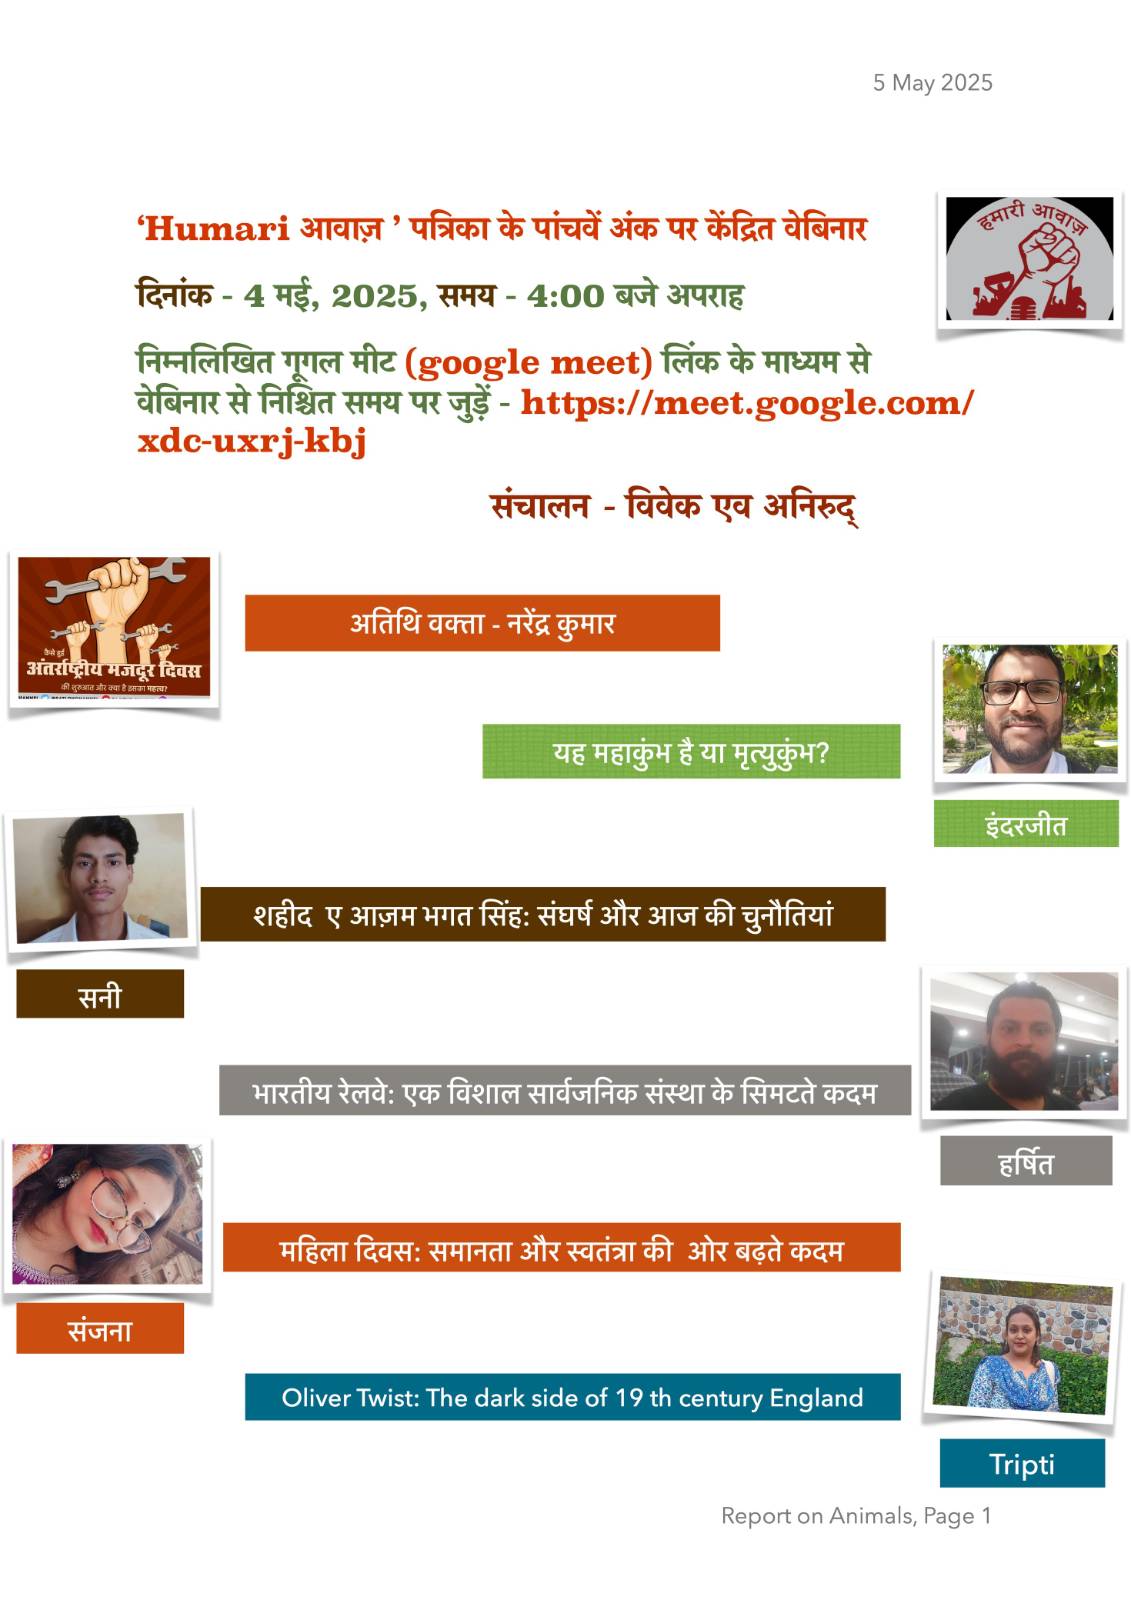 5 May 2025
‘Humari आवाज़ ’ पत्रिका के पांचवें अंक पर केंद्रित वेबिनार
हमारी आवाज़
दिनांक - 4 मई, 2025, समय - 4:00 बजे अपराह
निम्नलिखित गूगल मीट (google meet) लिंक के माध्यम से
वेबिनार से निश्चित समय पर जुड़ें - https://meet.google.com/
xdc-uxrj-kbj
संचालन - विवेक एव अनिरुद्
कैसे हुई
अंतर्राष्ट्रीय मजदूर दिवस
की शुरुआत और क्या है इसका महत्व?
अतिथि वक्ता - नरेंद्र कुमार
यह महाकुंभ है या मृत्युकुंभ?
इंदरजीत
शहीद ए आज़म भगत सिंह: संघर्ष और आज की चुनौतियां
सनी
भारतीय रेलवे: एक विशाल सार्वजनिक संस्था के सिमटते कदम
हर्षित
महिला दिवस: समानता और स्वतंत्रा की ओर बढ़ते कदम
संजना
Oliver Twist: The dark side of 19 th century England
Tripti
Report on Animals, Page 1